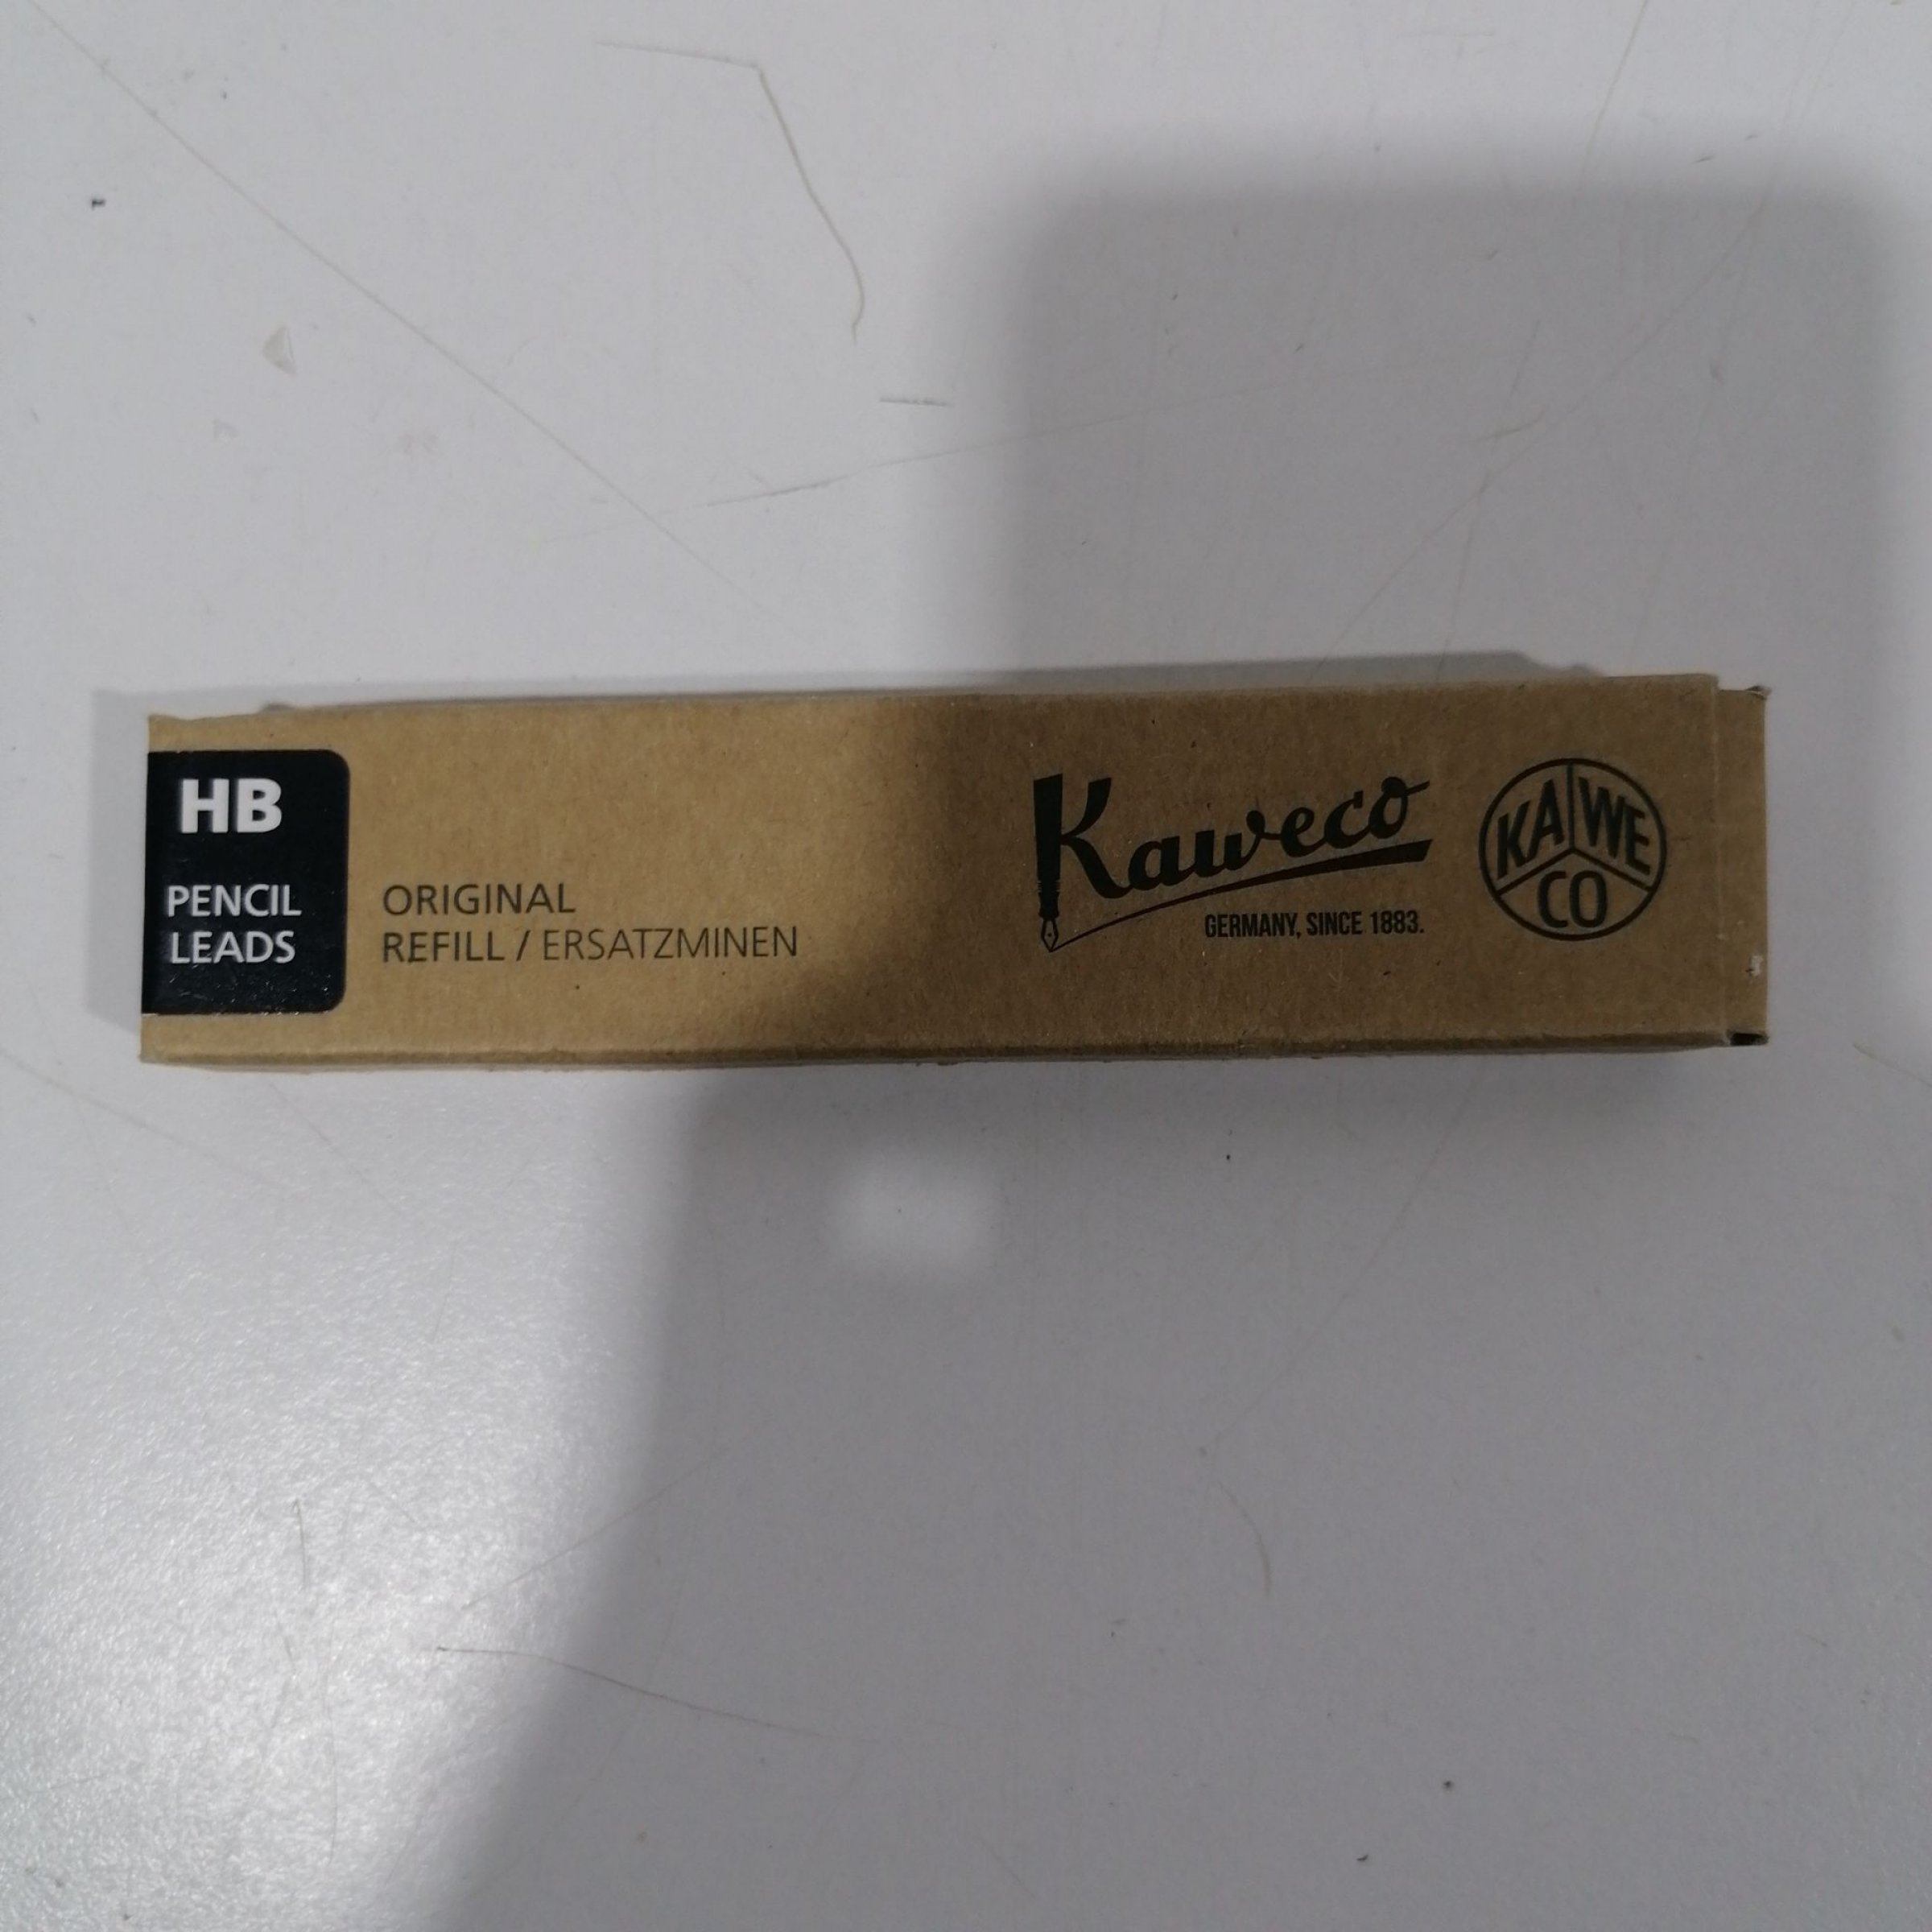 HB
PENCIL
LEADS
ORIGINAL
REFILL / ERSATZMINEN
Kaweco
GERMANY, SINCE 1883.
KA WE
CO